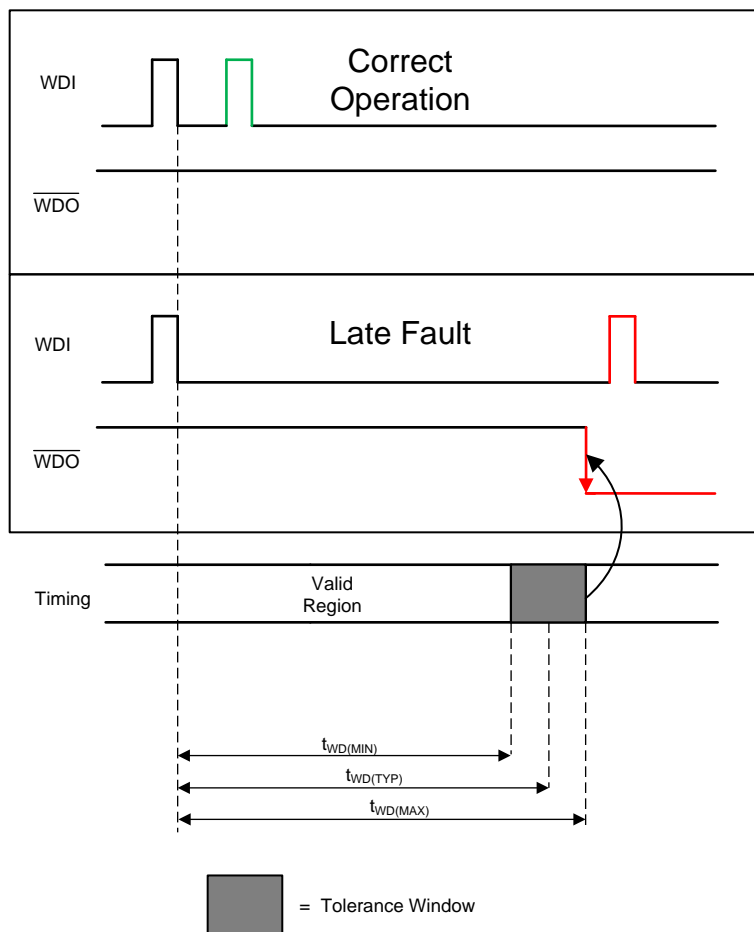 WDI
Correct
Operation
WDO
WDI
Late Fault
WDO
Timing
Valid
Region
tWD(MIN)
tWD(TYP)
tWD(MAX)
= Tolerance Window